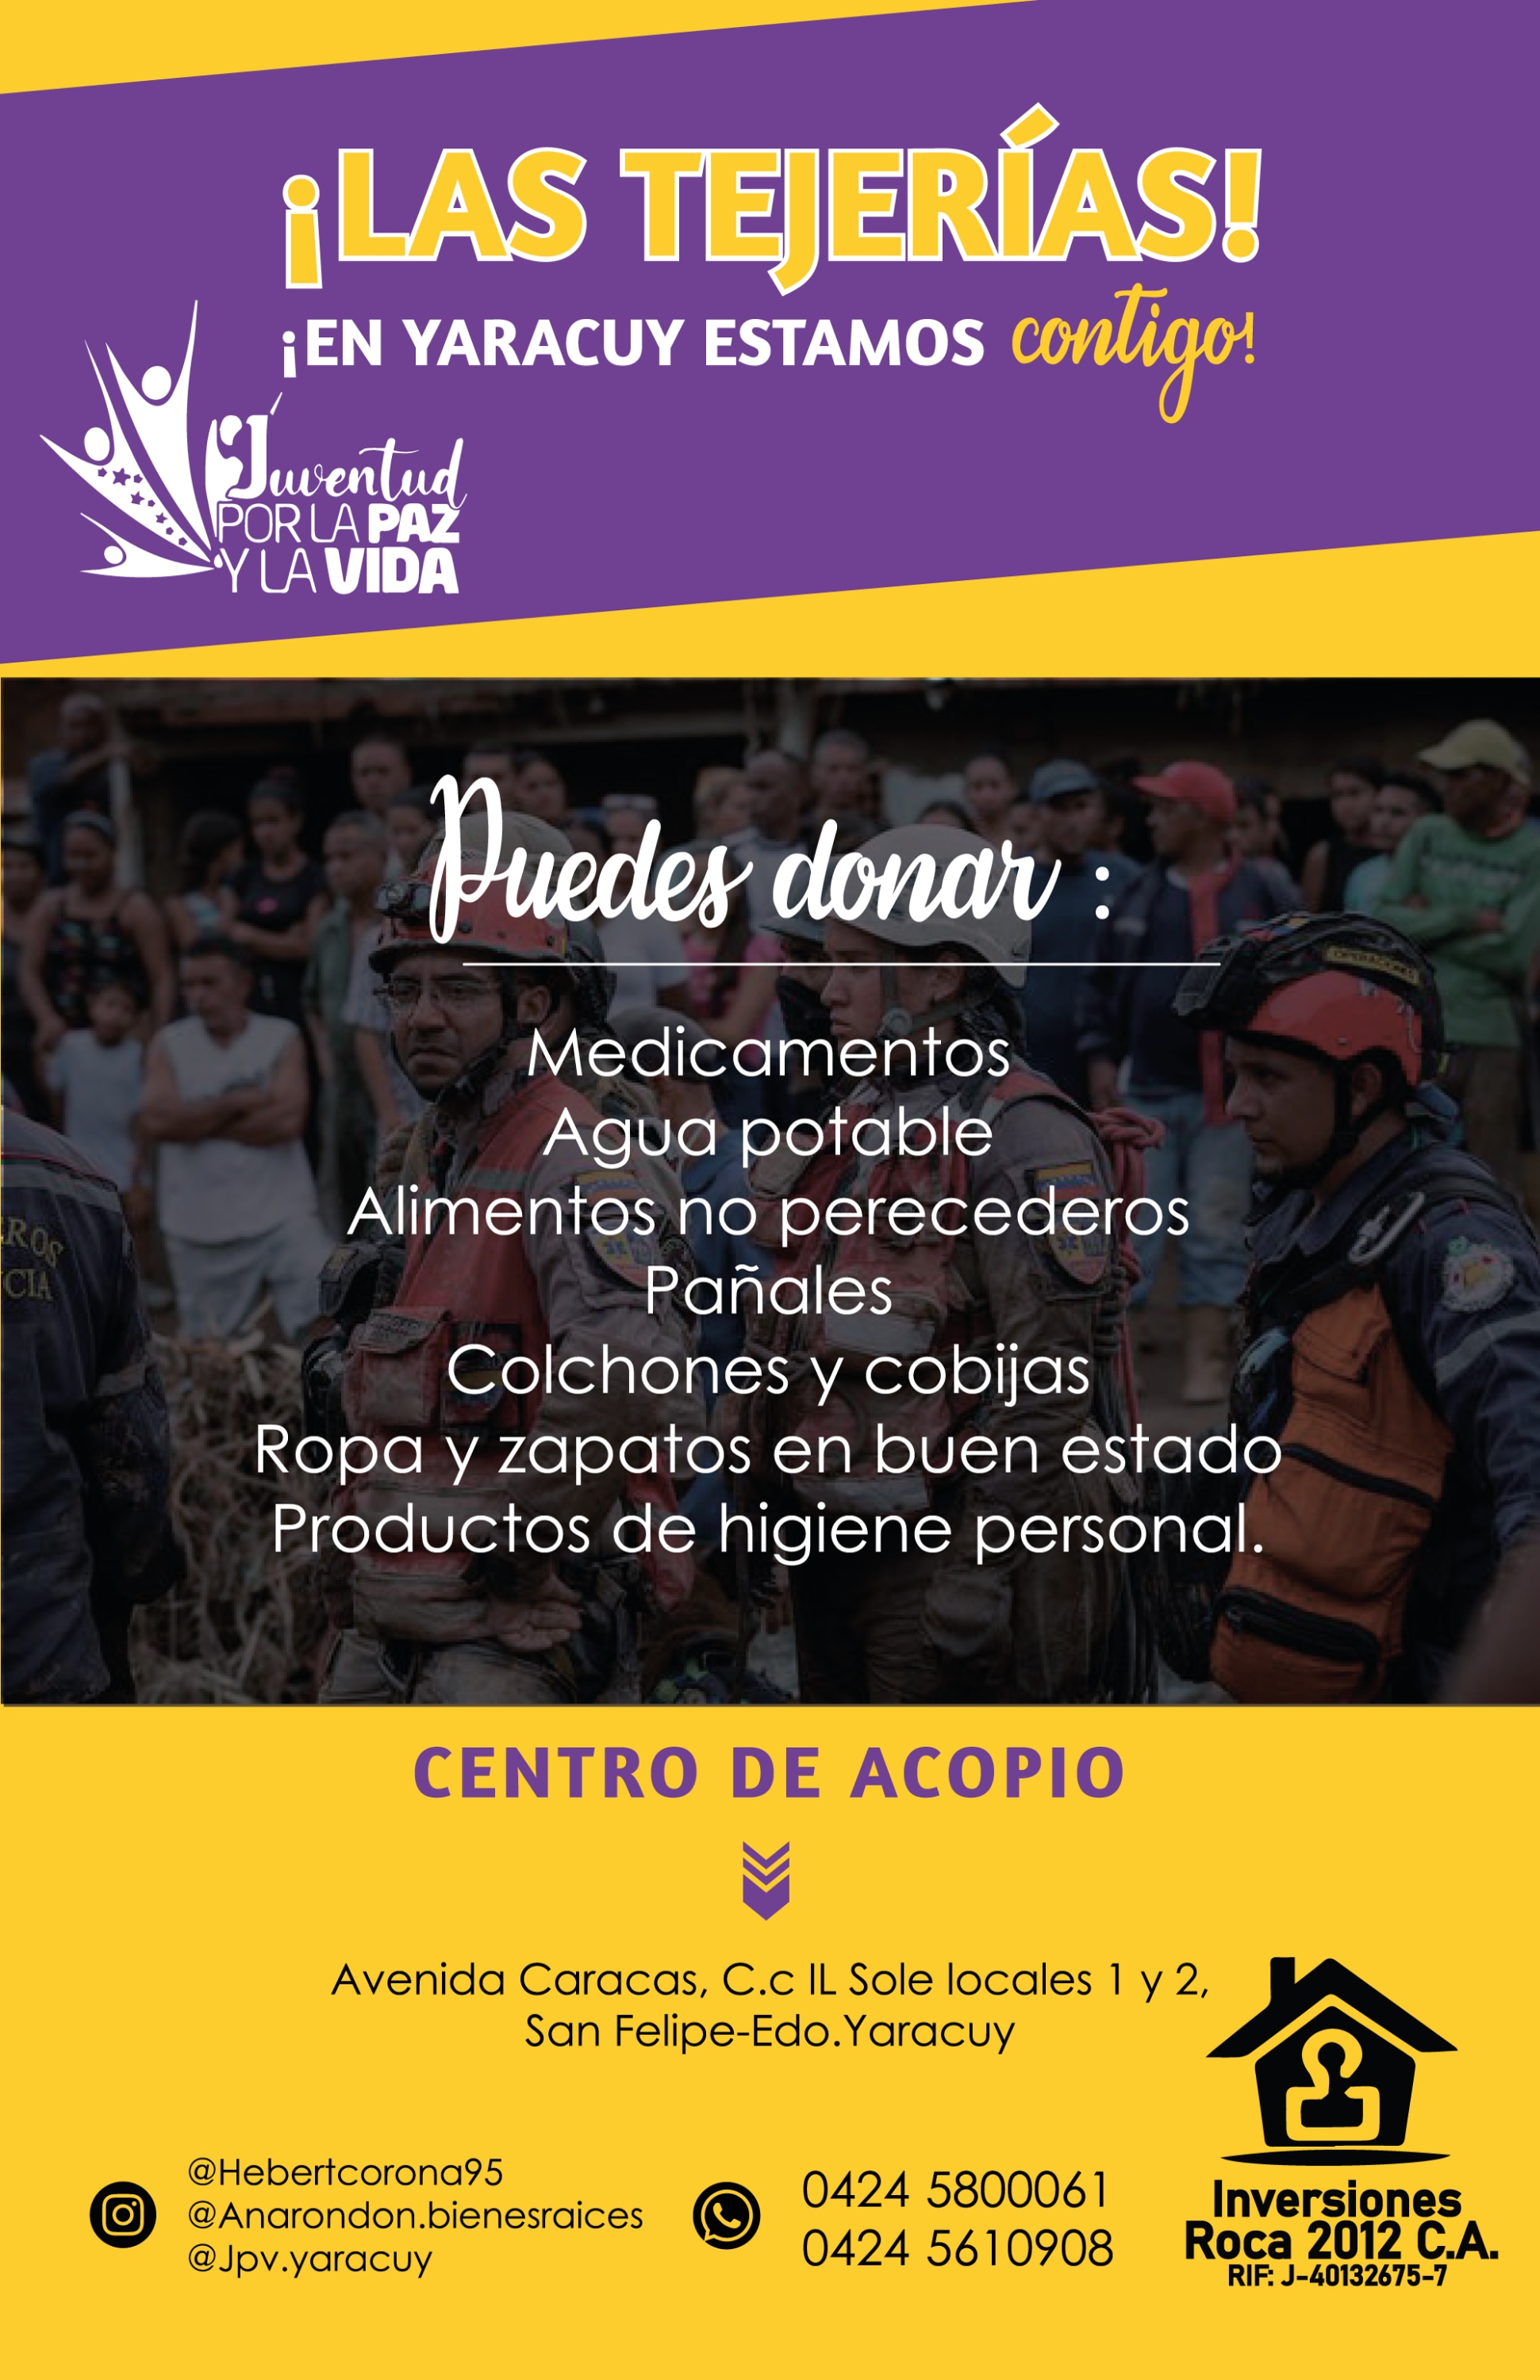 ¡LAS TEJERÍAS!
¡EN YARACUY ESTAMOS contigo!
Juventud
POR LA PAZ
Y LA VIDA
Puedes donar :
Medicamentos
Agua potable
Alimentos no perecederos
Pañales
Colchones y cobijas
Ropa y zapatos en buen estado
Productos de higiene personal.
OPERACIONES
EROS
CIA
CENTRO DE ACOPIO
Avenida Caracas, C.c IL Sole locales 1 y 2,
San Felipe-Edo.Yaracuy
@Hebertcorona95
@Anarondon.bienesraices
@Jpv.yaracuy
0424 5800061
0424 5610908
Inversiones
Roca 2012 C.A.
RIF: J-40132675-7